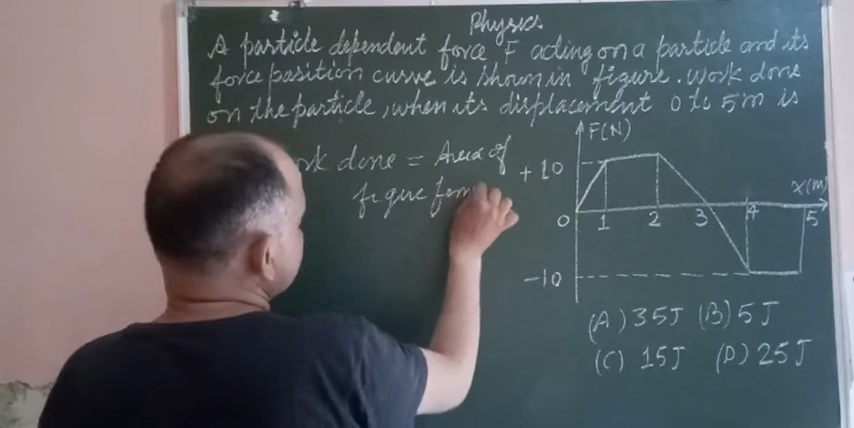 Physics
A particle dependent force F acting on a particle and its
force position curve is shown in figure. Work done
on the particle, when its displacement 0 to 5m is
done = Area of
figure
F(N)
+10
X(m)
0 1 2 3 4 5
-10
(A) 35J (B) 5J
(C) 15J (D) 25J